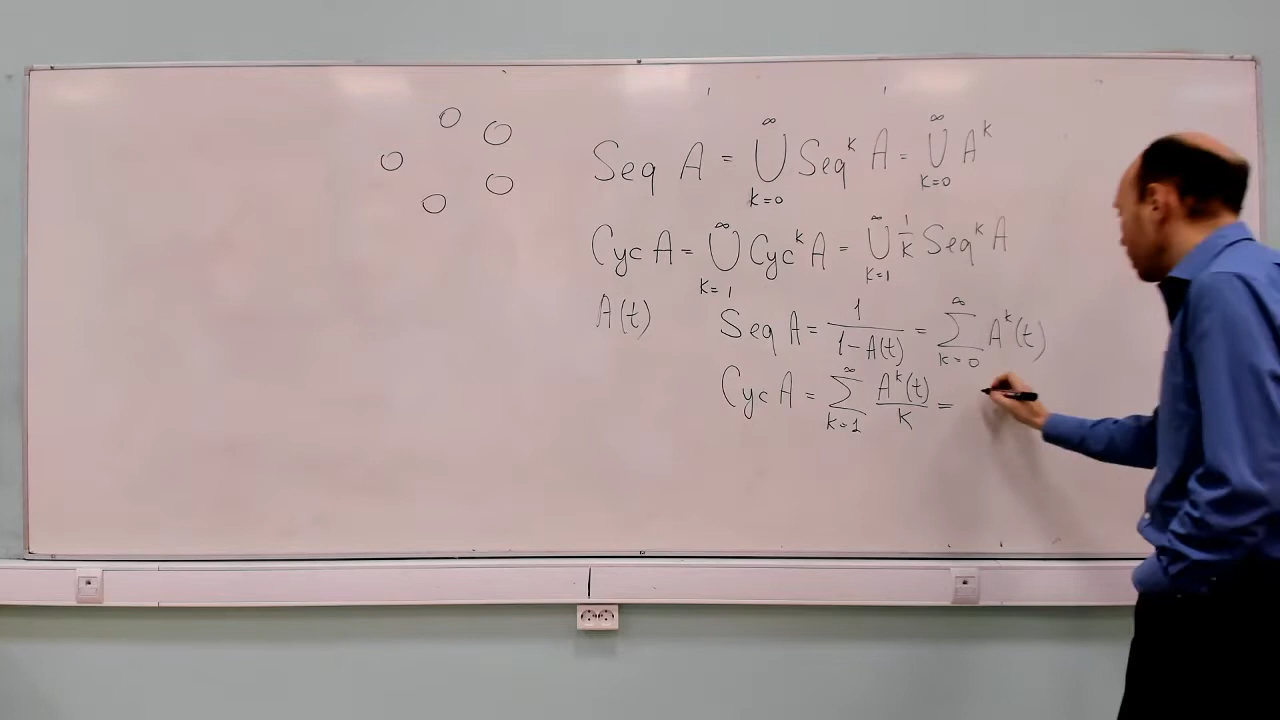 Seq A = ⋃_{k=0}^{∞} Seq^k A = ⋃_{k=0}^{∞} A^k
Cyc A = ⋃_{k=1}^{∞} Cyc^k A = ⋃_{k=1}^{∞} 1/k Seq^k A
A(t) Seq A = 1/(1-A(t)) = ∑_{k=0}^{∞} A^k(t)
Cyc A = ∑_{k=1}^{∞} A^k(t)/k =